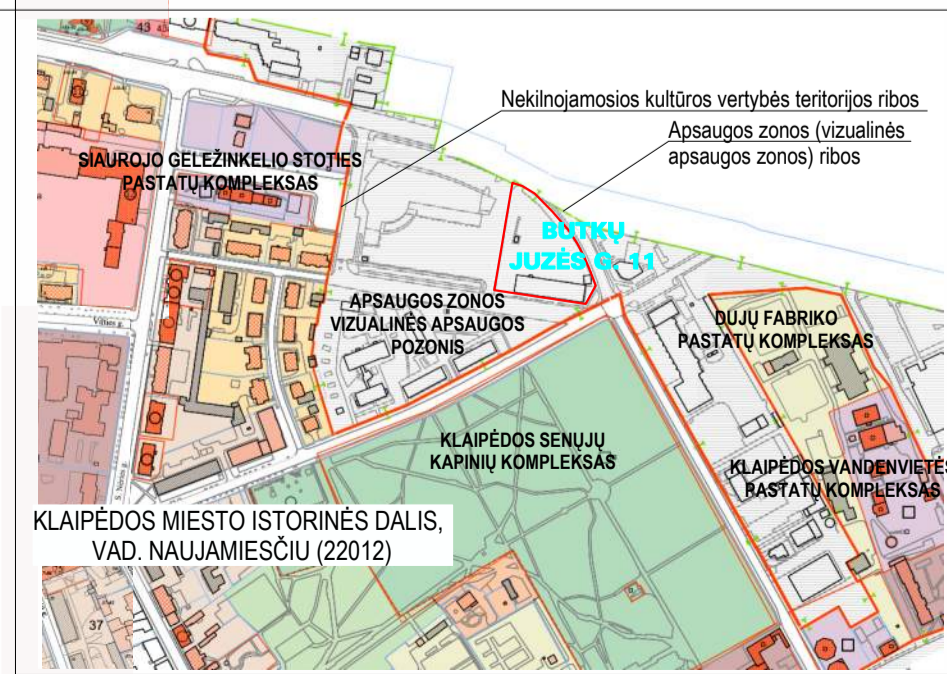 43
Nekilnojamosios kultūros vertybės teritorijos ribos
Apsaugos zonos (vizualinės
apsaugos zonos) ribos
SIAUROJO GELEŽINKELIO STOTIES
PASTATŲ KOMPLEKSAS
BUTKŲ
JUZĖS G. 11
APSAUGOS ZONOS
VIZUALINĖS APSAUGOS
POZONIS
DUJŲ FABRIKO
PASTATŲ KOMPLEKSAS
Vilties g.
KLAIPĖDOS SENŲJŲ
KAPINIŲ KOMPLEKSAS
KLAIPĖDOS VANDENVIETĖS
PASTATŲ KOMPLEKSAS
S. Nėries g.
KLAIPĖDOS MIESTO ISTORINĖS DALIS,
VAD. NAUJAMIESČIU (22012)
37